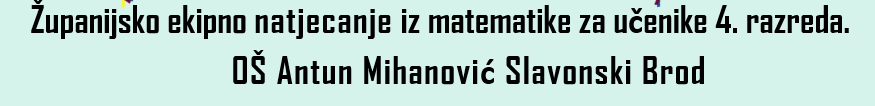 Županijsko ekipno natjecanje iz matematike za učenike 4. razreda.
OŠ Antun Mihanović Slavonski Brod